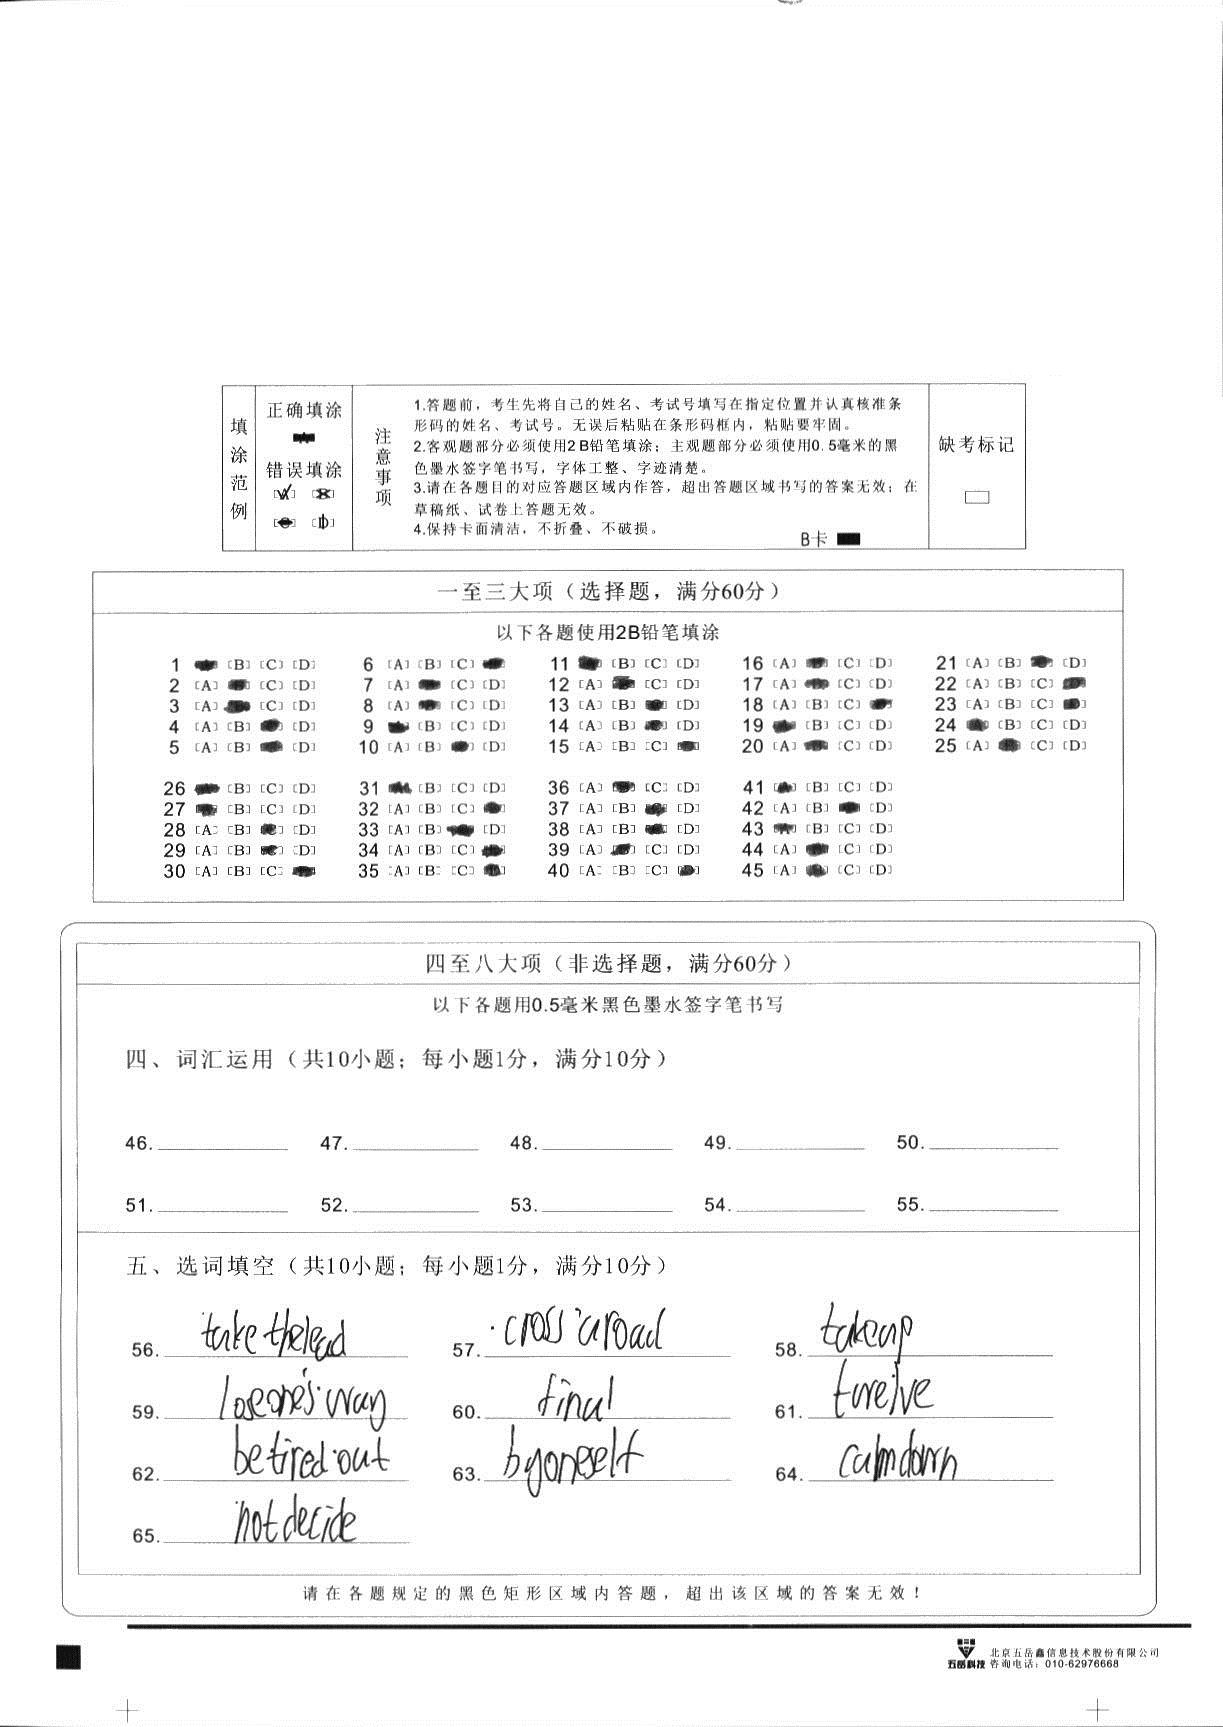 填涂范例
正确填涂
错误填涂
注意事项
1.答题前，考生先将自己的姓名、考试号填写在指定位置并认真核准条
形码的姓名、考试号。无误后粘贴在条形码框内，粘贴要牢固。
2.客观题部分必须使用2B铅笔填涂；主观题部分必须使用0.5毫米的黑
色墨水签字笔书写，字体工整、字迹清楚。
3.请在各题目的对应答题区域内作答，超出答题区域书写的答案无效；在
草稿纸、试卷上答题无效。
4.保持卡面清洁，不折叠、不破损。
B卡
缺考标记
一至三大项（选择题，满分60分）
以下各题使用2B铅笔填涂
1 [B] [C] [D] 6 [A] [B] [C] 11 [B] [C] [D] 16 [A] [C] [D] 21 [A] [B] [D]
2 [A] [C] [D] 7 [A] [C] [D] 12 [A] [C] [D] 17 [A] [C] [D] 22 [A] [B] [C]
3 [A] [C] [D] 8 [A] [C] [D] 13 [A] [B] [D] 18 [A] [B] [C] 23 [A] [B] [C]
4 [A] [B] [D] 9 [B] [C] [D] 14 [A] [B] [D] 19 [B] [C] [D] 24 [B] [C] [D]
5 [A] [B] [D] 10 [A] [B] [D] 15 [A] [B] [C] 20 [A] [C] [D] 25 [A] [C] [D]
26 [B] [C] [D] 31 [B] [C] [D] 36 [A] [C] [D] 41 [B] [C] [D]
27 [B] [C] [D] 32 [A] [B] [C] 37 [A] [B] [D] 42 [A] [B] [D]
28 [A] [B] [D] 33 [A] [B] [D] 38 [A] [B] [D] 43 [B] [C] [D]
29 [A] [B] [D] 34 [A] [B] [C] 39 [A] [C] [D] 44 [A] [C] [D]
30 [A] [B] [C] 35 [A] [B] [C] 40 [A] [B] [C] 45 [A] [C] [D]
四至八大项（非选择题，满分60分）
以下各题用0.5毫米黑色墨水签字笔书写
四、词汇运用（共10小题；每小题1分，满分10分）
46. 47. 48. 49. 50.
51. 52. 53. 54. 55.
五、选词填空（共10小题；每小题1分，满分10分）
56. take the lead 57. cross a road 58. take up
59. lose one's way 60. final 61. twelve
62. be tired out 63. by oneself 64. calm down
65. not decide
请在各题规定的黑色矩形区域内答题，超出该区域的答案无效！
五岳科技 北京五岳鑫信息技术股份有限公司
咨询电话：010-62976668